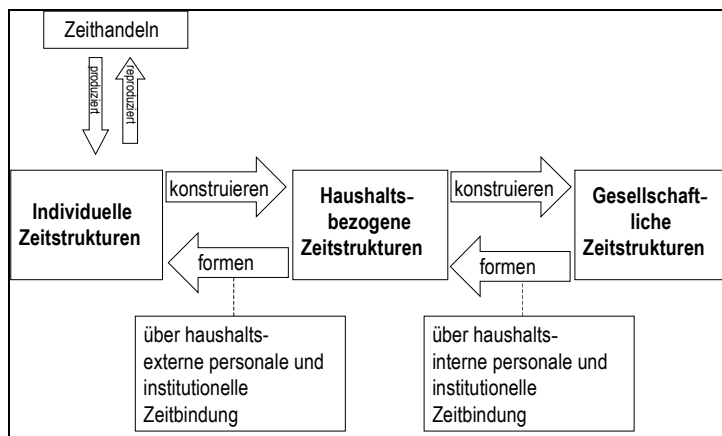 Zeithandeln
produziert
reproduziert
Individuelle
Zeitstrukturen
konstruieren
formen
Haushalts-
bezogene
Zeitstrukturen
konstruieren
formen
Gesellschaft-
liche
Zeitstrukturen
über haushalts-
externe personale und
institutionelle
Zeitbindung
über haushalts-
interne personale und
institutionelle
Zeitbindung